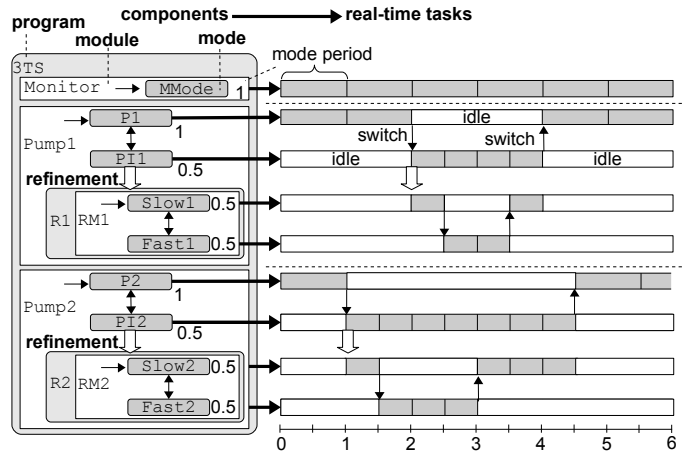 components real-time tasks
program
module mode
mode period
3TS
Monitor MMode 1
P1 idle
1 switch switch
Pump1
PI1 idle idle
0.5
refinement
Slow1 0.5
R1 RM1
Fast1 0.5
P2
1
Pump2
PI2
0.5
refinement
Slow2 0.5
R2 RM2
Fast2 0.5
0 1 2 3 4 5 6